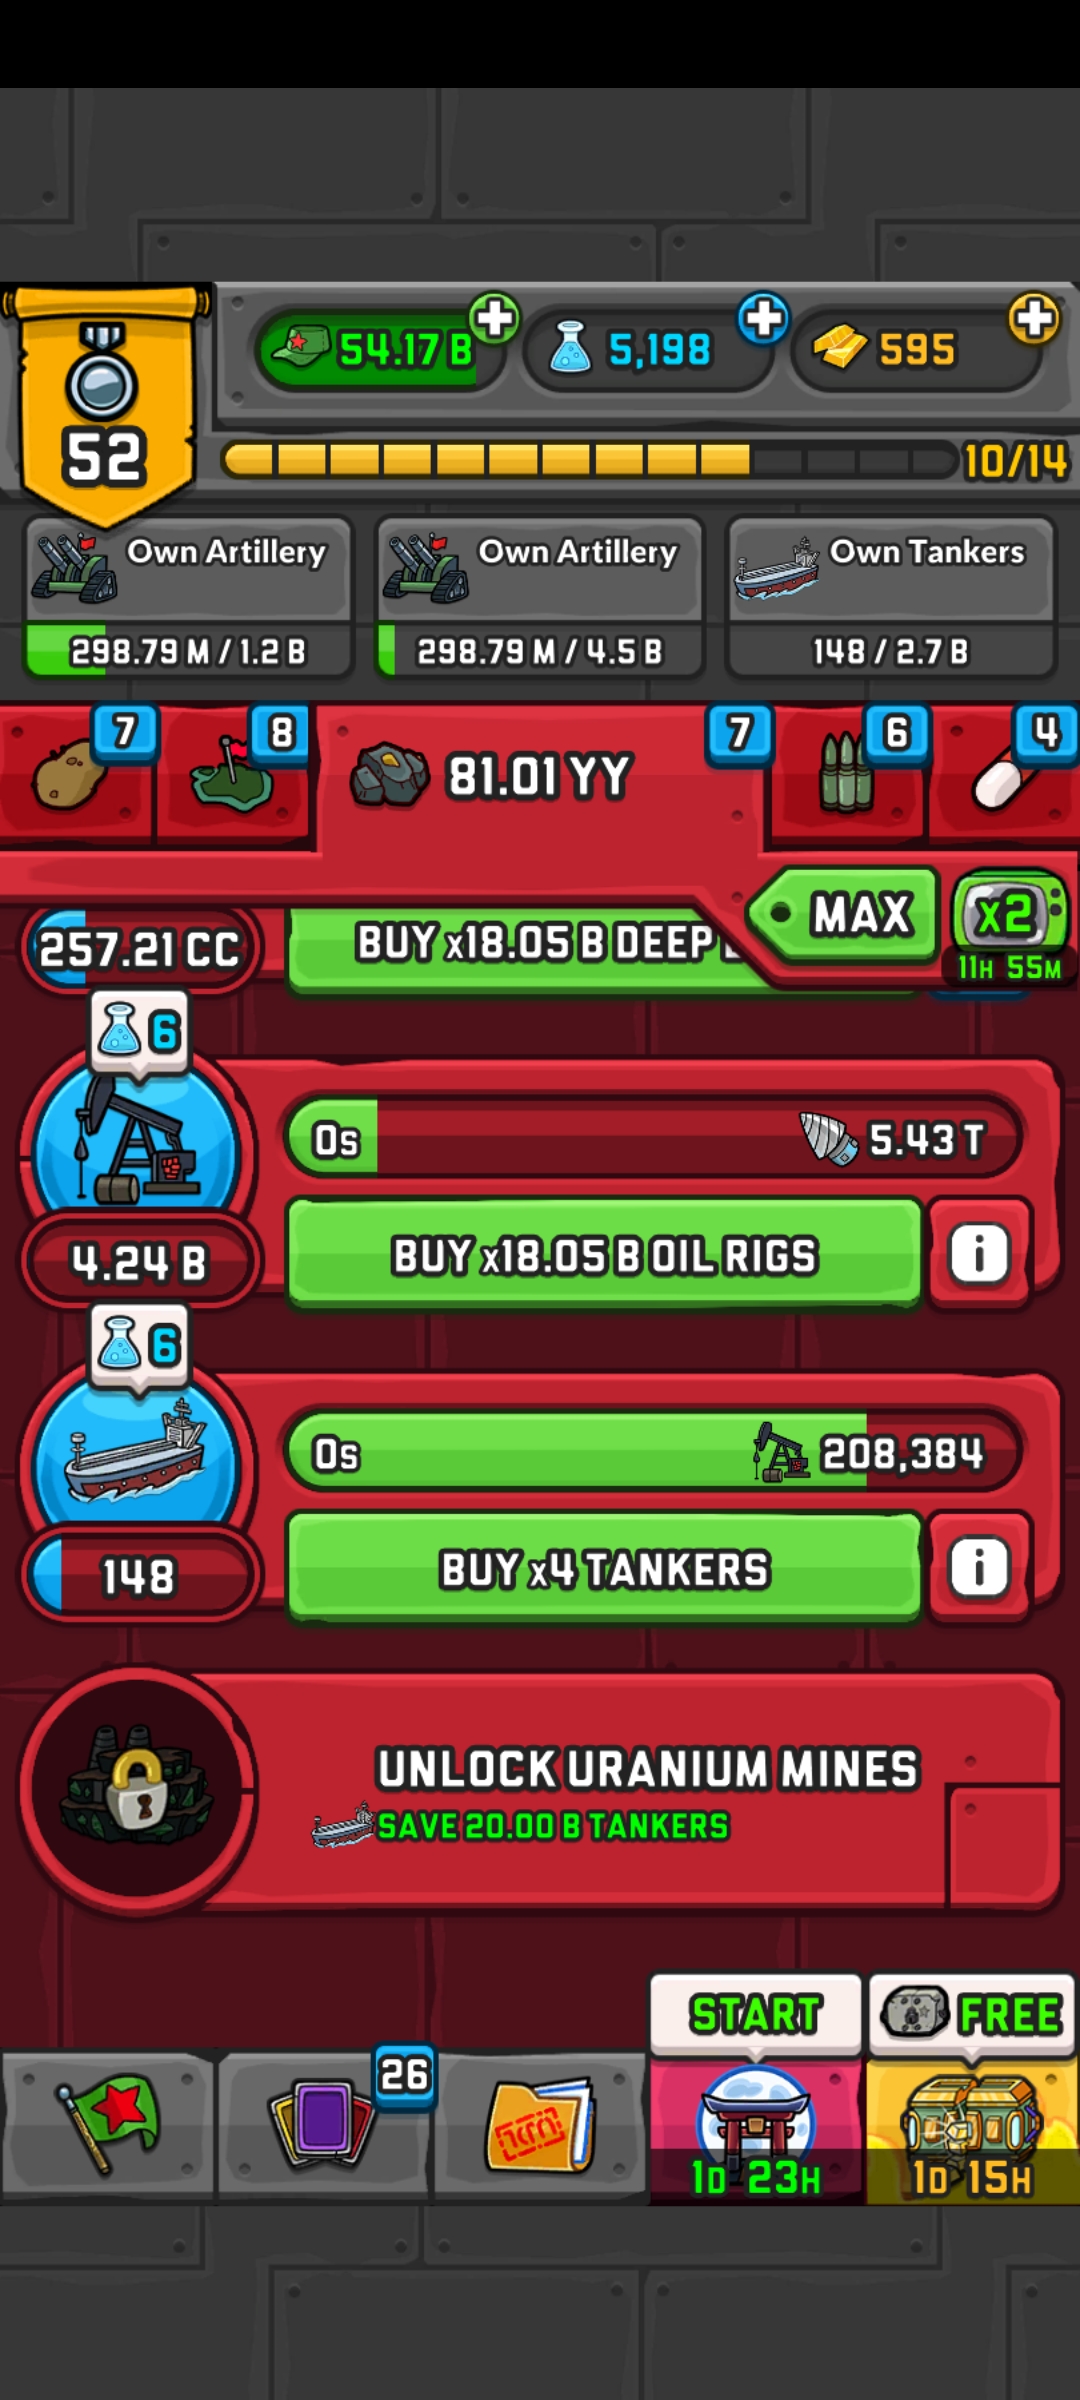 54.17 B
5,198
595
52
10/14
Own Artillery
298.79 M / 1.2 B
Own Artillery
298.79 M / 4.5 B
Own Tankers
148 / 2.7 B
7
8
81.01 YY
7
6
4
MAX
x2
11H 55M
257.21 CC
BUY x18.05 B DEEP
6
0s
5.43 T
4.24 B
BUY x18.05 B OIL RIGS
6
0s
208,384
148
BUY x4 TANKERS
UNLOCK URANIUM MINES
SAVE 20.00 B TANKERS
START
FREE
26
1D 23H
1D 15H